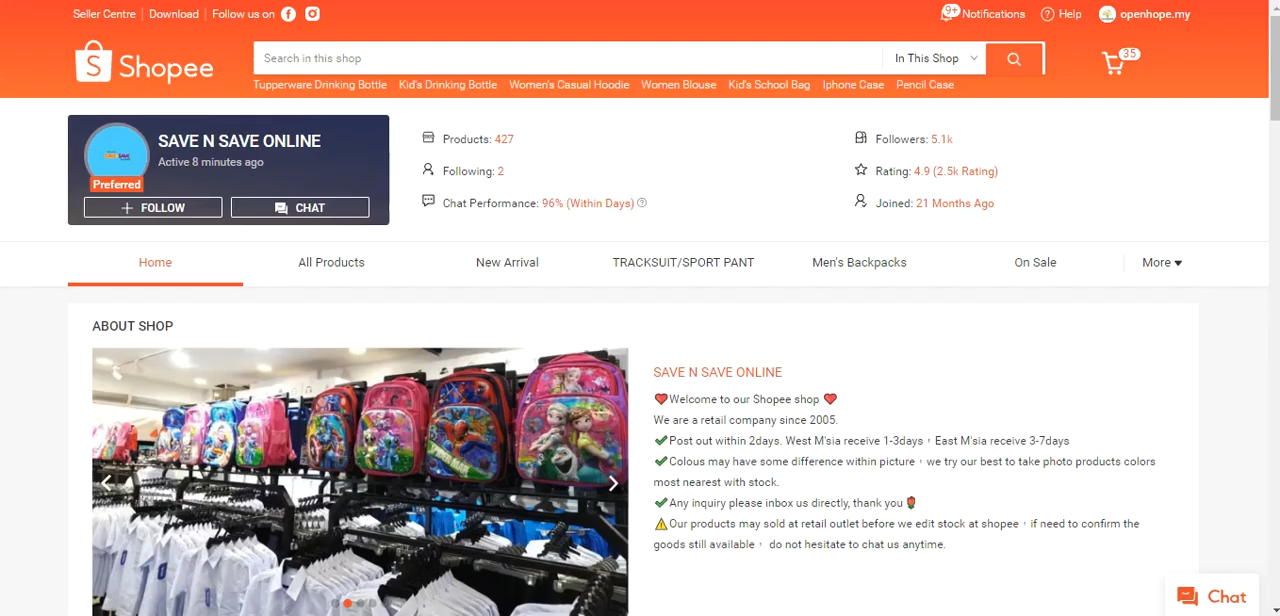 Seller Centre | Download | Follow us on
9+ Notifications Help openhope.my
Shopee
Search in this shop In This Shop
35
Tupperware Drinking Bottle Kid's Drinking Bottle Women's Casual Hoodie Women Blouse Kid's School Bag Iphone Case Pencil Case
SAVE N SAVE ONLINE
Active 8 minutes ago
Preferred
+ FOLLOW CHAT
Products: 427
Following: 2
Chat Performance: 96% (Within Days)
Followers: 5.1k
Rating: 4.9 (2.5k Rating)
Joined: 21 Months Ago
Home All Products New Arrival TRACKSUIT/SPORT PANT Men's Backpacks On Sale More
ABOUT SHOP
SAVE N SAVE ONLINE
❤️Welcome to our Shopee shop ❤️
We are a retail company since 2005.
✔Post out within 2days. West M'sia receive 1-3days，East M'sia receive 3-7days
✔Colous may have some difference within picture，we try our best to take photo products colors
most nearest with stock.
✔Any inquiry please inbox us directly, thank you🌹
⚠Our products may sold at retail outlet before we edit stock at shopee，if need to confirm the
goods still available， do not hesitate to chat us anytime.
Chat